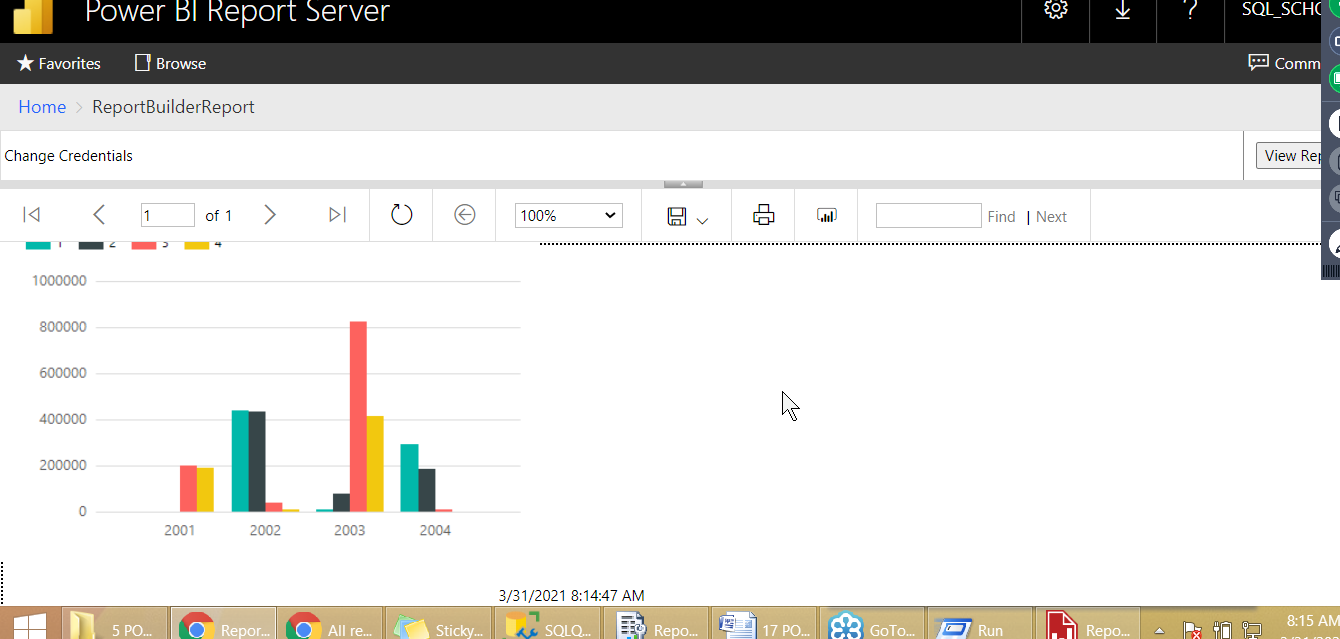 Power BI Report Server
SQL_SCHO
Favorites Browse
Comm
Home > ReportBuilderReport
Change Credentials
View Rep
1 of 1 100% Find | Next
1 2 3 4
1000000
800000
600000
400000
200000
0
2001 2002 2003 2004
3/31/2021 8:14:47 AM
5 PO... Repor... All re... Sticky... SQLQ... Repo... 17 PO... GoTo... Run Repo... 8:15 AM